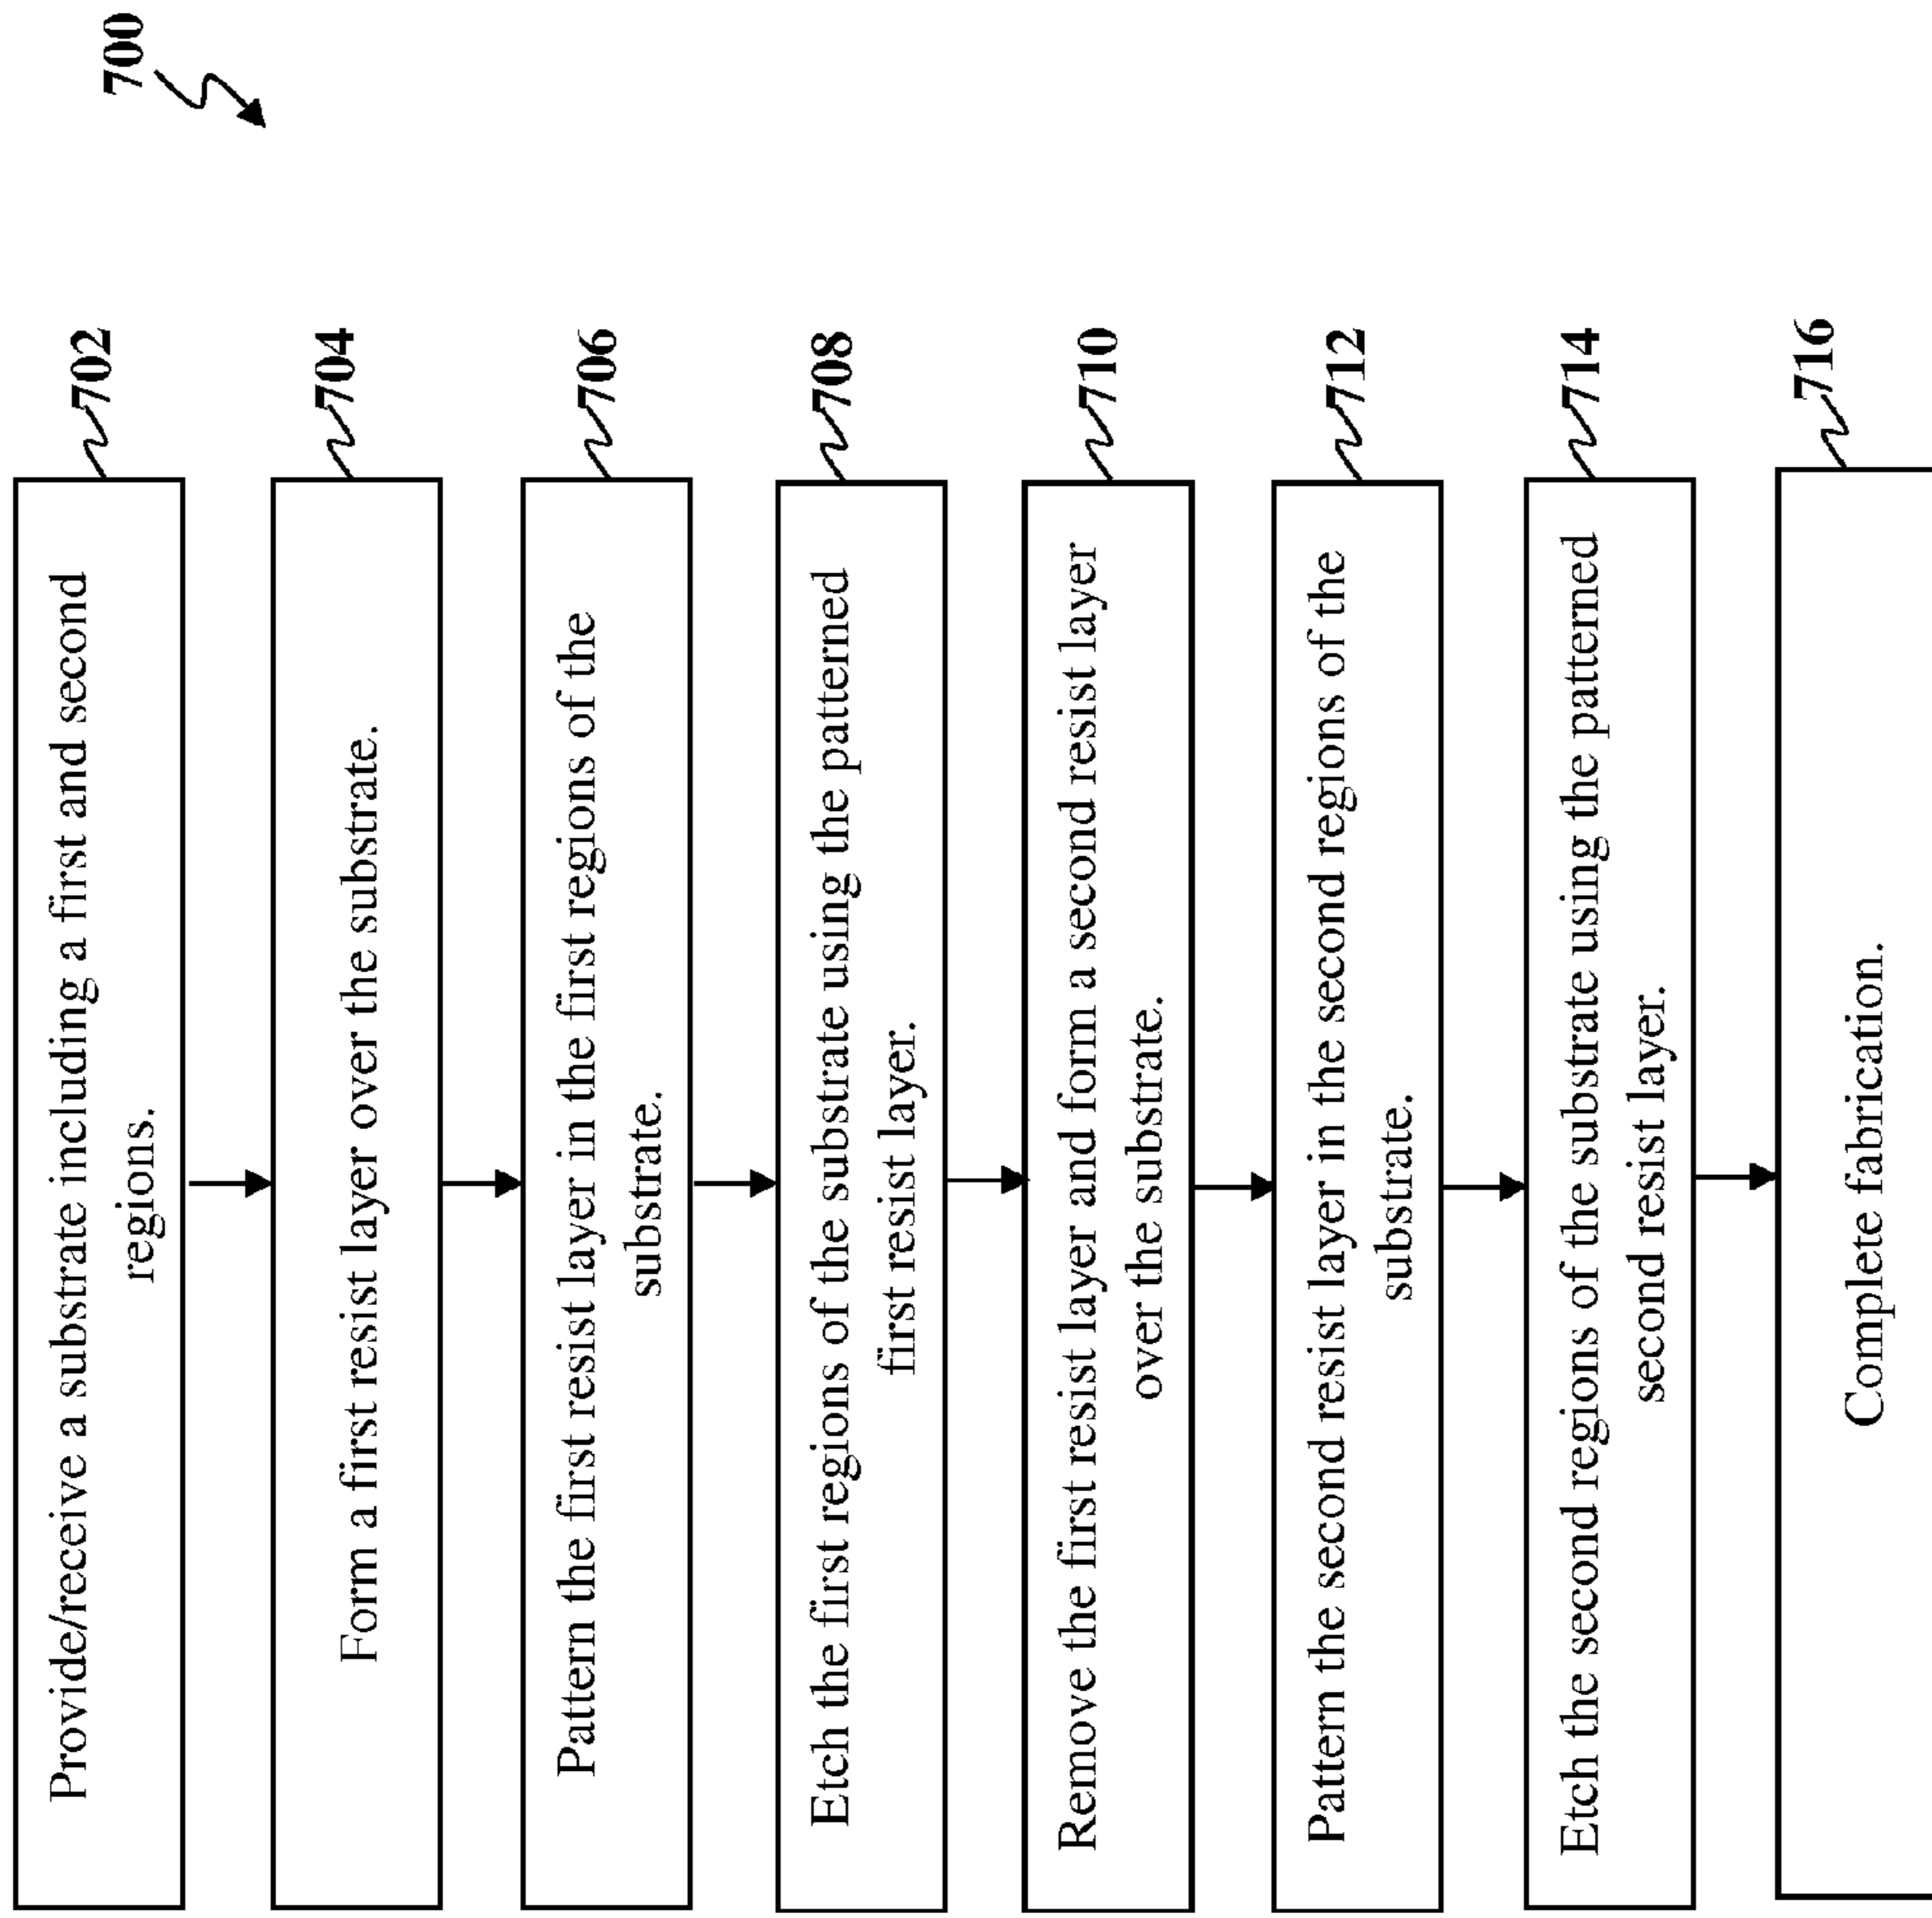 700
Provide/receive a substrate including a first and second
regions.
702
Form a first resist layer over the substrate.
704
Pattern the first resist layer in the first regions of the
substrate.
706
Etch the first regions of the substrate using the patterned
first resist layer.
708
Remove the first resist layer and form a second resist layer
over the substrate.
710
Pattern the second resist layer in the second regions of the
substrate.
712
Etch the second regions of the substrate using the patterned
second resist layer.
714
Complete fabrication.
716